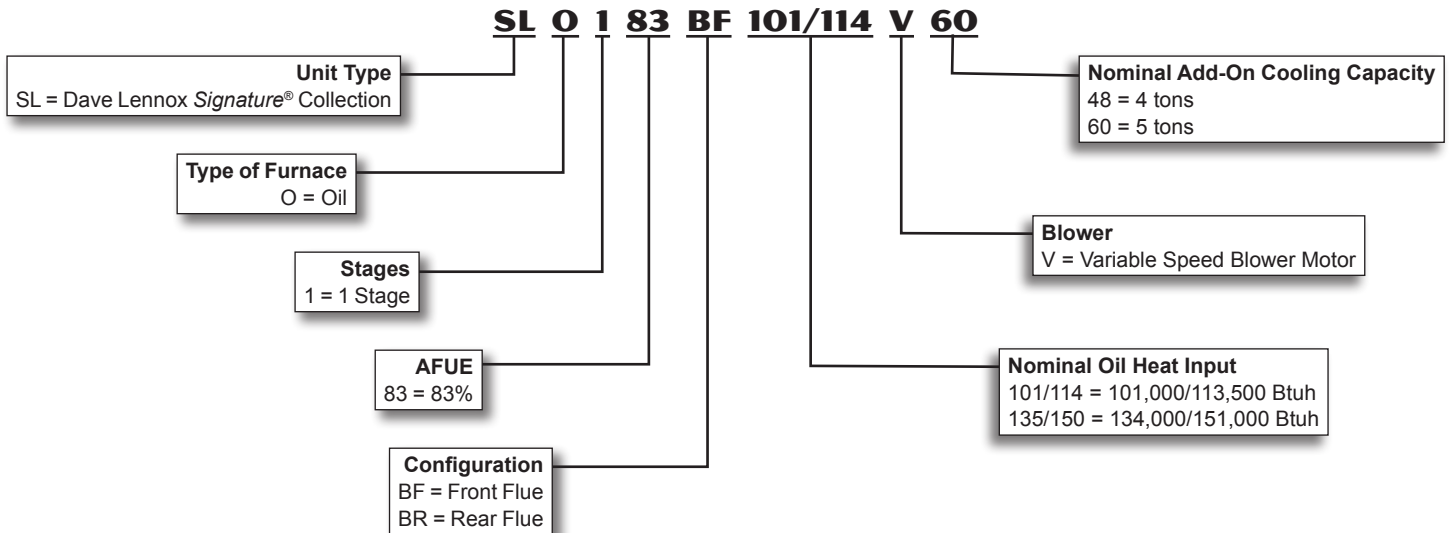 SL O 1 83 BF 101/114 V 60
Unit Type
SL = Dave Lennox Signature® Collection
Nominal Add-On Cooling Capacity
48 = 4 tons
60 = 5 tons
Type of Furnace
O = Oil
Blower
V = Variable Speed Blower Motor
Stages
1 = 1 Stage
AFUE
83 = 83%
Nominal Oil Heat Input
101/114 = 101,000/113,500 Btuh
135/150 = 134,000/151,000 Btuh
Configuration
BF = Front Flue
BR = Rear Flue